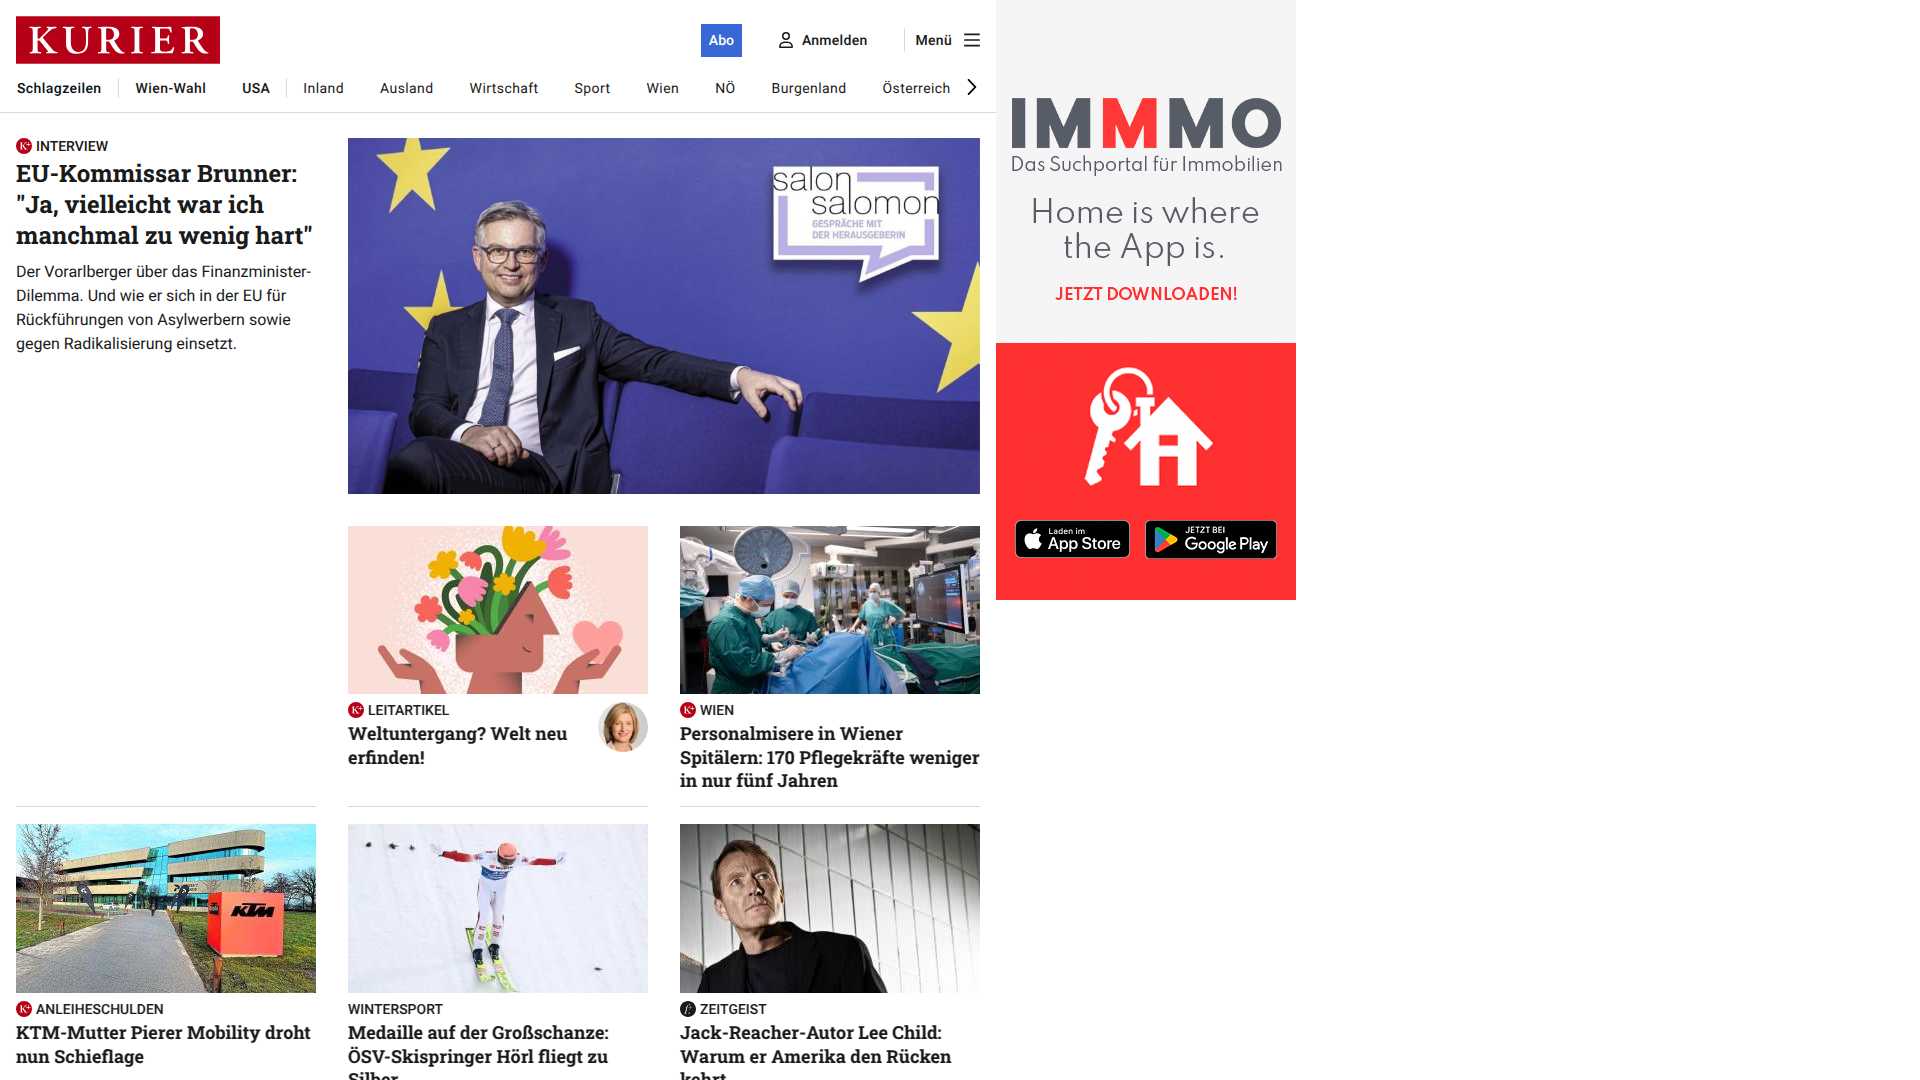 KURIER
Abo
Anmelden
Menü
Schlagzeilen
Wien-Wahl
USA
Inland
Ausland
Wirtschaft
Sport
Wien
NÖ
Burgenland
Österreich
INTERVIEW
EU-Kommissar Brunner:
"Ja, vielleicht war ich
manchmal zu wenig hart"
Der Vorarlberger über das Finanzminister-
Dilemma. Und wie er sich in der EU für
Rückführungen von Asylwerbern sowie
gegen Radikalisierung einsetzt.
salon
salomon
GESPRÄCHE MIT
DER HERAUSGEBERIN
LEITARTIKEL
Weltuntergang? Welt neu
erfinden!
WIEN
Personalmisere in Wiener
Spitälern: 170 Pflegekräfte weniger
in nur fünf Jahren
KTM
ANLEIHESCHULDEN
KTM-Mutter Pierer Mobility droht
nun Schieflage
WINTERSPORT
Medaille auf der Großschanze:
ÖSV-Skispringer Hörl fliegt zu
Silber
ZEITGEIST
Jack-Reacher-Autor Lee Child:
Warum er Amerika den Rücken
kehrt
IMMMO
Das Suchportal für Immobilien
Home is where
the App is.
JETZT DOWNLOADEN!
Laden im
App Store
JETZT BEI
Google Play